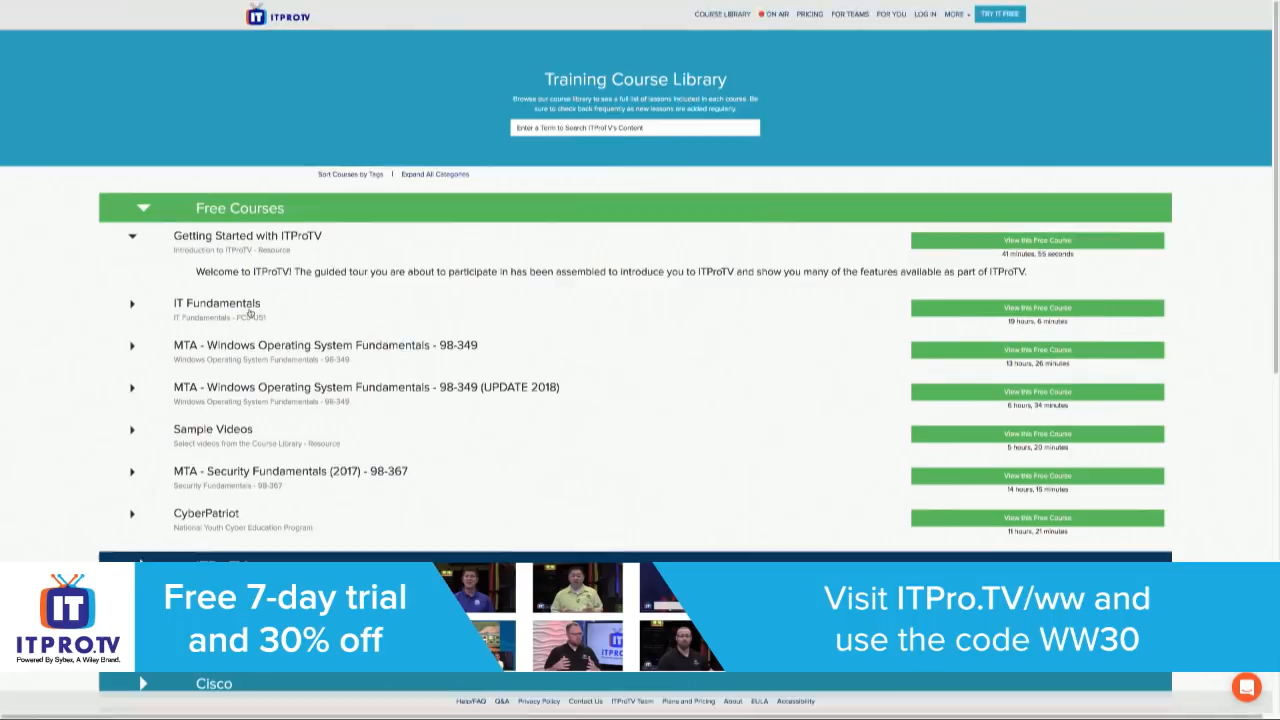 IT ITPROTV
COURSE LIBRARY ON AIR PRICING FOR TEAMS FOR YOU LOG IN MORE TRY IT FREE
Training Course Library
Browse our course library to see a full list of lessons included in each course. Be
sure to check back frequently as new lessons are added regularly.
Enter a Term to Search ITProTV's Content
Sort Courses by Tags | Expand All Categories
Free Courses
Getting Started with ITProTV
Introduction to ITProTV - Resource
View this Free Course
41 minutes, 55 seconds
Welcome to ITProTV! The guided tour you are about to participate in has been assembled to introduce you to ITProTV and show you many of the features available as part of ITProTV.
IT Fundamentals
IT Fundamentals - FC0-U51
View this Free Course
19 hours, 6 minutes
MTA - Windows Operating System Fundamentals - 98-349
Windows Operating System Fundamentals - 98-349
View this Free Course
13 hours, 26 minutes
MTA - Windows Operating System Fundamentals - 98-349 (UPDATE 2018)
Windows Operating System Fundamentals - 98-349
View this Free Course
6 hours, 34 minutes
Sample Videos
Select videos from the Course Library - Resource
View this Free Course
5 hours, 20 minutes
MTA - Security Fundamentals (2017) - 98-367
Security Fundamentals - 98-367
View this Free Course
14 hours, 15 minutes
CyberPatriot
National Youth Cyber Education Program
View this Free Course
11 hours, 21 minutes
IT
ITPRO.TV
Powered By Sybex, A Wiley Brand.
Free 7-day trial
and 30% off
Visit ITPro.TV/ww and
use the code WW30
Cisco
Help/FAQ Q&A Privacy Policy Contact Us ITProTV Team Plans and Pricing About EULA Accessibility